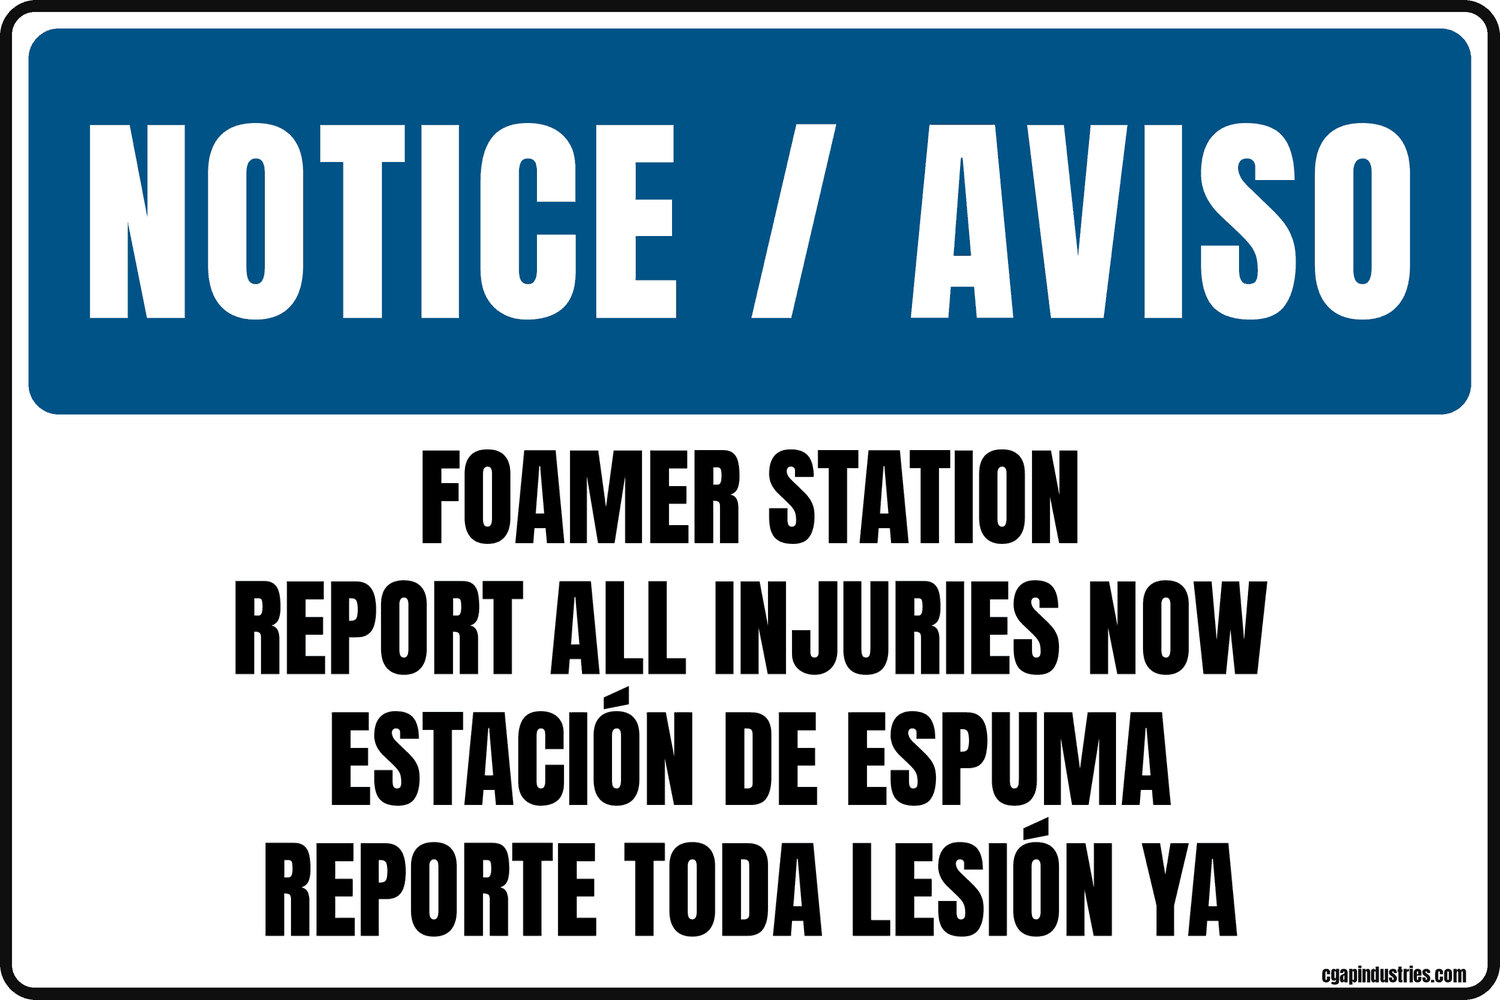 NOTICE / AVISO
FOAMER STATION
REPORT ALL INJURIES NOW
ESTACIÓN DE ESPUMA
REPORTE TODA LESIÓN YA
cgapindustries.com